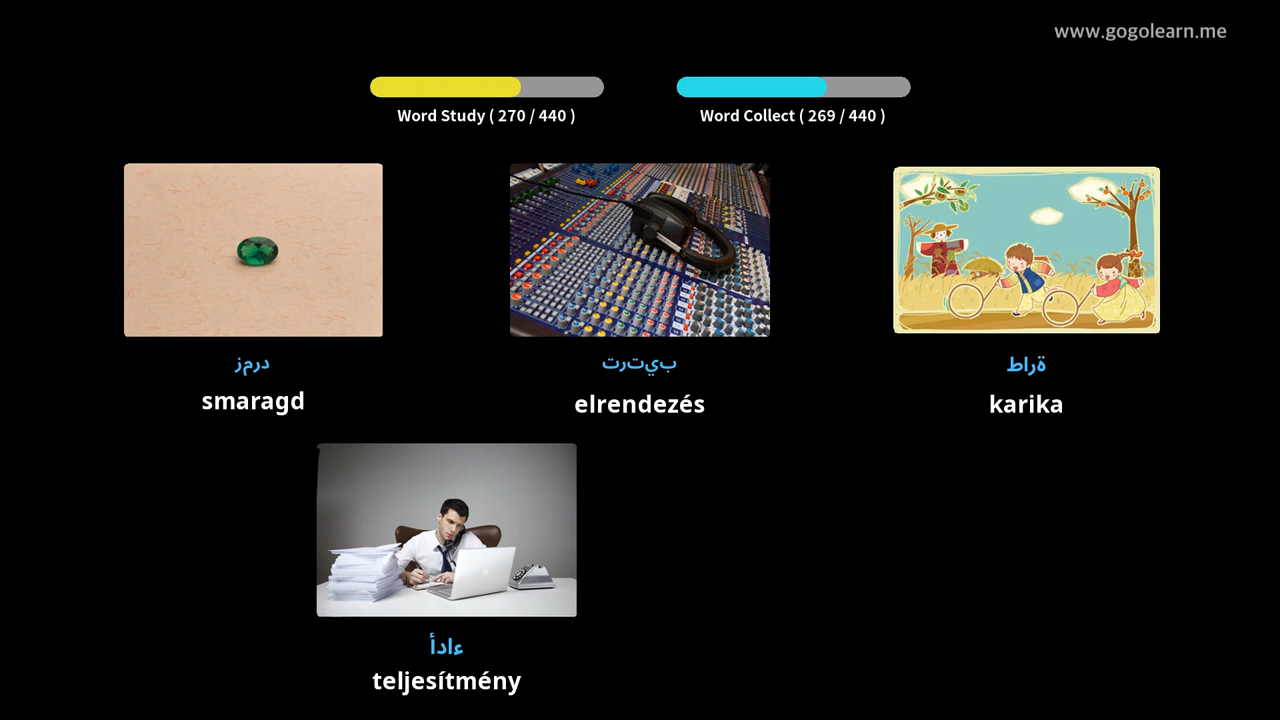 www.gogolearn.me
Word Study ( 270 / 440 )
Word Collect ( 269 / 440 )
درمز
smaragd
بيترت
elrendezés
ةراط
karika
ءادأ
teljesítmény